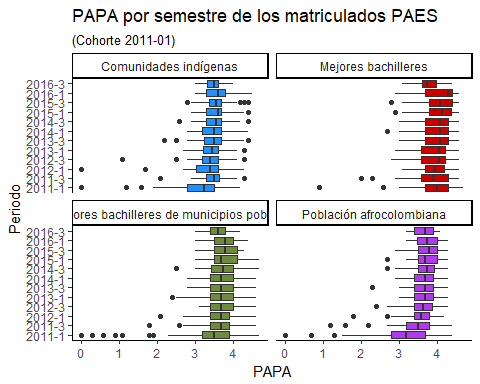 PAPA por semestre de los matriculados PAES
(Cohorte 2011-01)
Comunidades indígenas
Mejores bachilleres
2016-3
2016-1
2015-3
2015-1
2014-3
2014-1
2013-3
2013-1
2012-3
2012-1
2011-3
2011-1
ores bachilleres de municipios pob
Población afrocolombiana
2016-3
2016-1
2015-3
2015-1
2014-3
2014-1
2013-3
2013-1
2012-3
2012-1
2011-3
2011-1
Periodo
0 1 2 3 4 0 1 2 3 4
PAPA